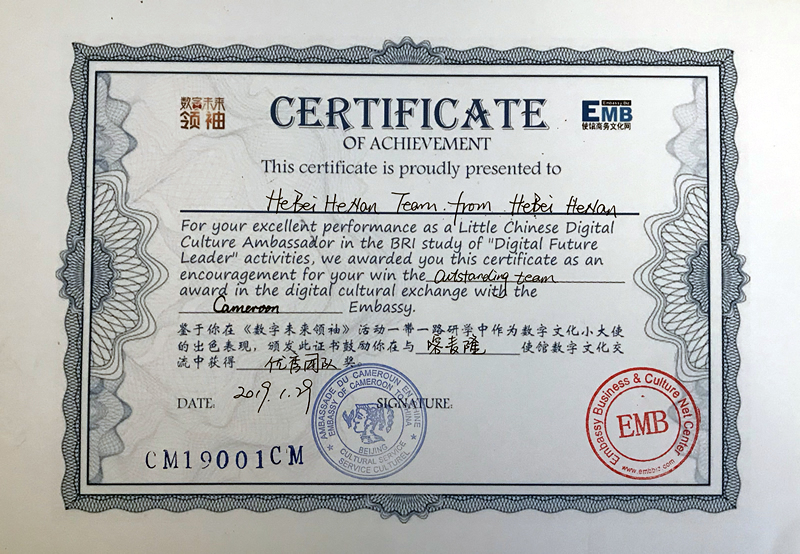 数字未来
领袖
CERTIFICATE
Embassy Biz
EMB
使馆商务文化网
OF ACHIEVEMENT
This certificate is proudly presented to
HeBei HeNan Team from HeBei HeNan
For your excellent performance as a Little Chinese Digital
Culture Ambassador in the BRI study of "Digital Future
Leader" activities, we awarded you this certificate as an
encouragement for your win the Outstanding team
award in the digital cultural exchange with the
Cameroon Embassy.
鉴于你在《数字未来领袖》活动一带一路研学中作为数字文化小大使
的出色表现，颁发此证书鼓励你在与 喀麦隆 使馆数字文化交
流中获得 优秀团队 奖。
DATE: 2019.1.29 SIGNATURE:
AMBASSADE DU CAMEROUN EN CHINE
EMBASSY OF CAMEROON CHINA
BEIJING
CULTURAL SERVICE
SERVICE CULTUREL
Embassy Business & Culture Net Center
EMB
www.embbiz.com
CM19001CM